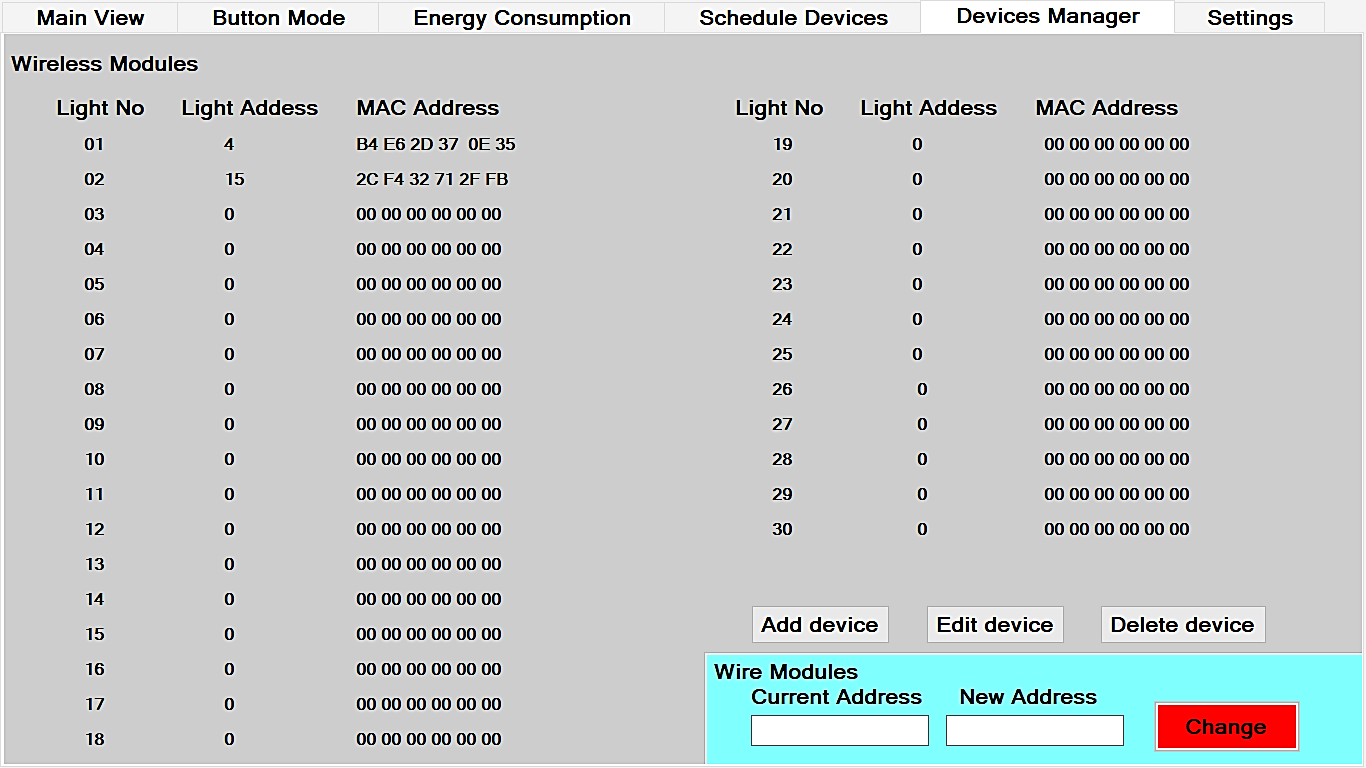 Main View Button Mode Energy Consumption Schedule Devices Devices Manager Settings
Wireless Modules
Light No Light Addess MAC Address
01 4 B4 E6 2D 37 0E 35
02 15 2C F4 32 71 2F FB
03 0 00 00 00 00 00 00
04 0 00 00 00 00 00 00
05 0 00 00 00 00 00 00
06 0 00 00 00 00 00 00
07 0 00 00 00 00 00 00
08 0 00 00 00 00 00 00
09 0 00 00 00 00 00 00
10 0 00 00 00 00 00 00
11 0 00 00 00 00 00 00
12 0 00 00 00 00 00 00
13 0 00 00 00 00 00 00
14 0 00 00 00 00 00 00
15 0 00 00 00 00 00 00
16 0 00 00 00 00 00 00
17 0 00 00 00 00 00 00
18 0 00 00 00 00 00 00
Light No Light Addess MAC Address
19 0 00 00 00 00 00 00
20 0 00 00 00 00 00 00
21 0 00 00 00 00 00 00
22 0 00 00 00 00 00 00
23 0 00 00 00 00 00 00
24 0 00 00 00 00 00 00
25 0 00 00 00 00 00 00
26 0 00 00 00 00 00 00
27 0 00 00 00 00 00 00
28 0 00 00 00 00 00 00
29 0 00 00 00 00 00 00
30 0 00 00 00 00 00 00
Add device Edit device Delete device
Wire Modules
Current Address New Address
Change